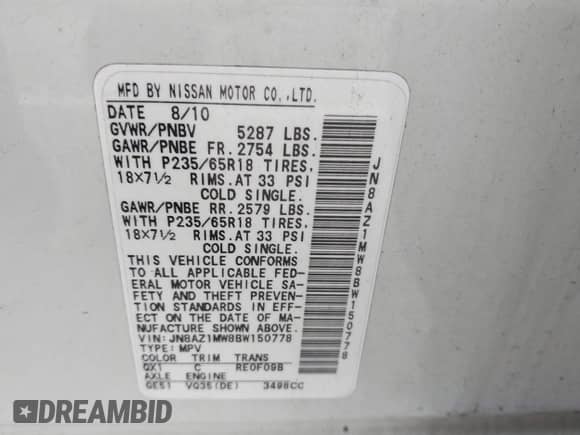 MFD BY NISSAN MOTOR CO.,LTD.
DATE 8/10
GVWR/PNBV 5287 LBS.
GAWR/PNBE FR. 2754 LBS.
WITH P235/65R18 TIRES,
18X7½ RIMS.AT 33 PSI
COLD SINGLE.
GAWR/PNBE RR. 2579 LBS.
WITH P235/65R18 TIRES,
18X7½ RIMS.AT 33 PSI
COLD SINGLE.
THIS VEHICLE CONFORMS
TO ALL APPLICABLE FED-
ERAL MOTOR VEHICLE SA-
FETY AND THEFT PREVEN-
TION STANDARDS IN EFF-
ECT ON THE DATE OF MA-
NUFACTURE SHOWN ABOVE.
VIN:JN8AZ1MW8BW150778
TYPE: MPV
COLOR TRIM TRANS
QX1 C RE0F09B
AXLE ENGINE
GE51 VQ35(DE) 3498CC
JN8AZ1MW8BW150778
DREAMBID
#DREAMBID